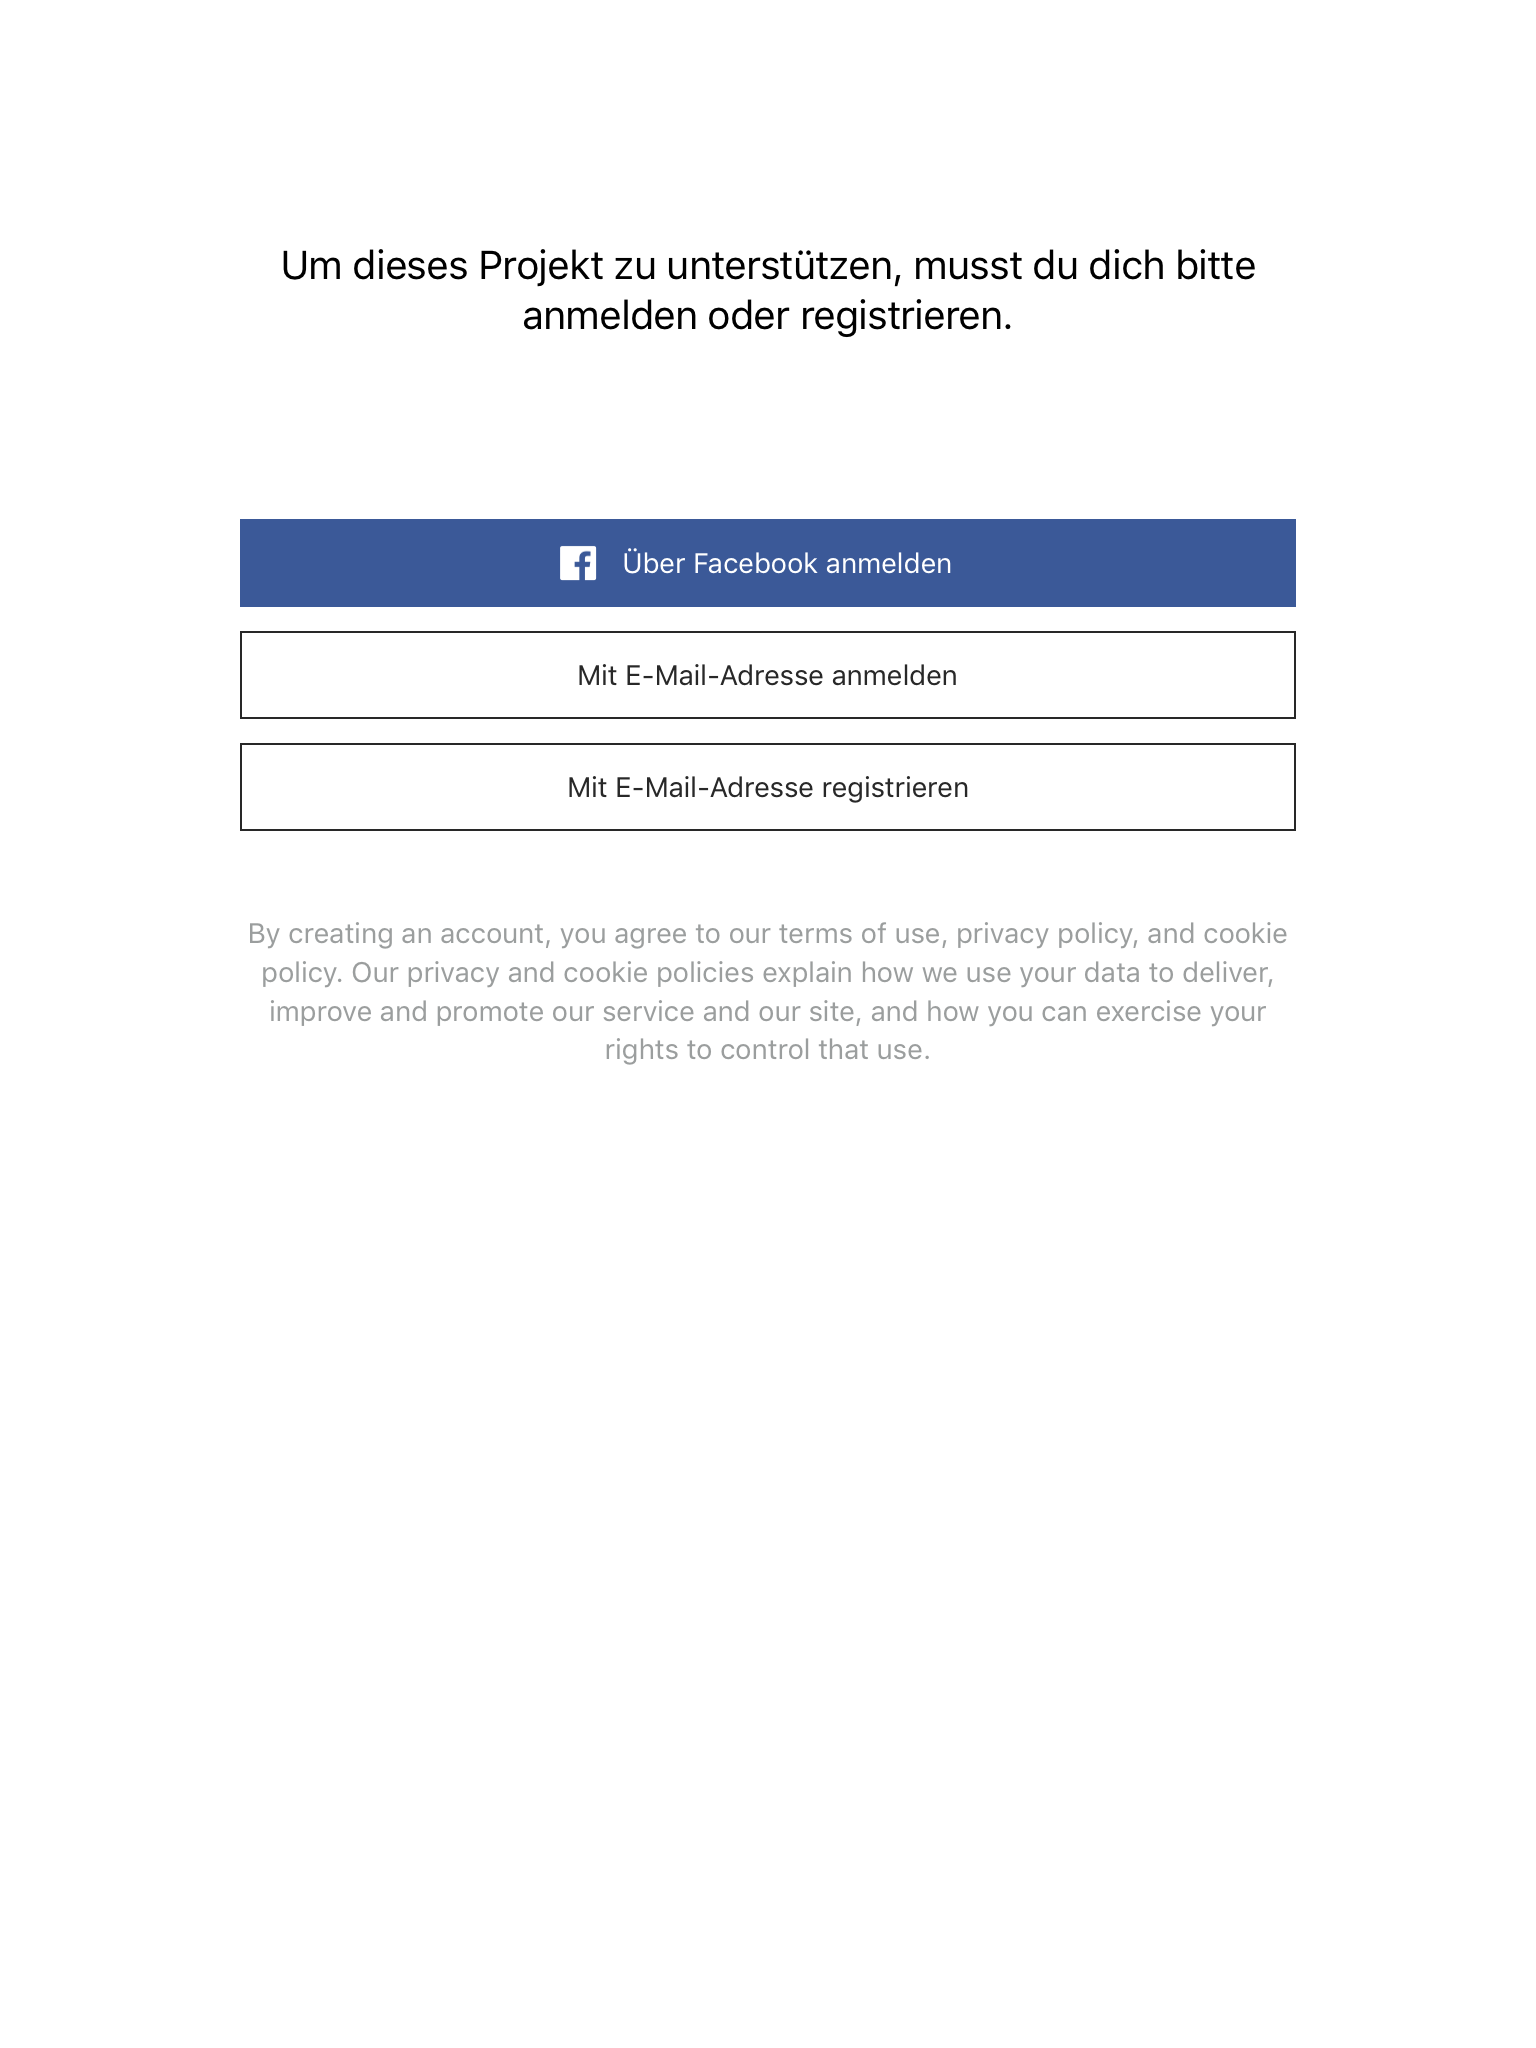 Um dieses Projekt zu unterstützen, musst du dich bitte
anmelden oder registrieren.
Über Facebook anmelden
Mit E-Mail-Adresse anmelden
Mit E-Mail-Adresse registrieren
By creating an account, you agree to our terms of use, privacy policy, and cookie
policy. Our privacy and cookie policies explain how we use your data to deliver,
improve and promote our service and our site, and how you can exercise your
rights to control that use.